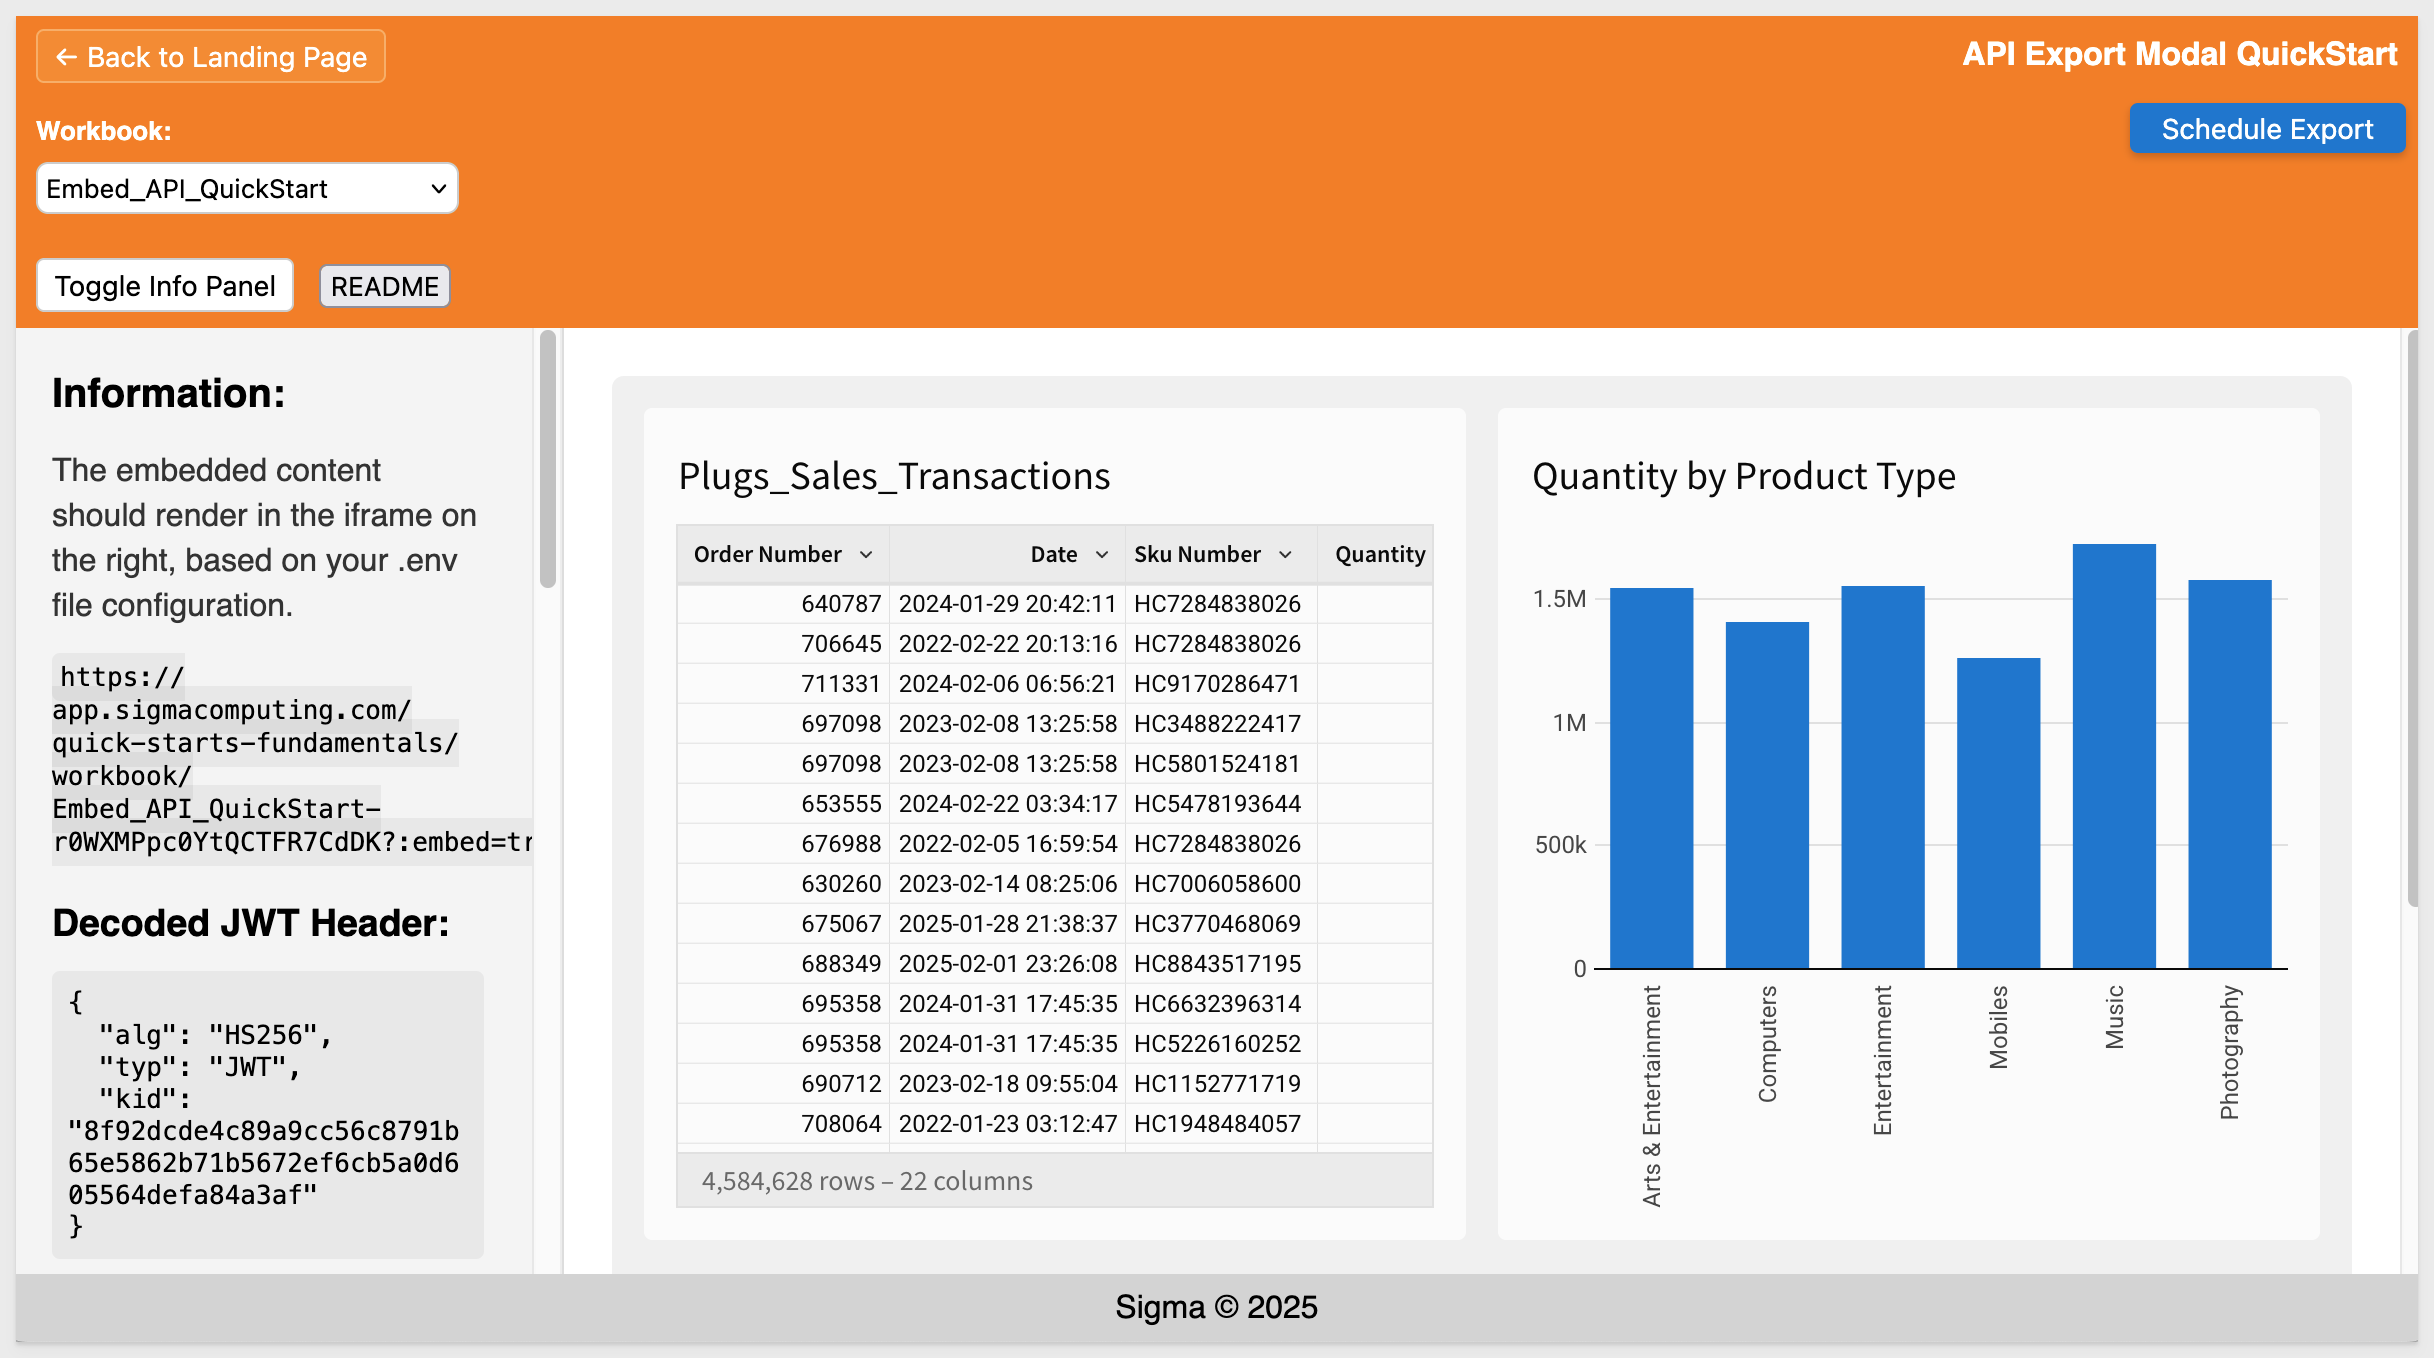 ← Back to Landing Page
API Export Modal QuickStart
Workbook:
Schedule Export
Embed_API_QuickStart
Toggle Info Panel
README
Information:
The embedded content
should render in the iframe on
the right, based on your .env
file configuration.
https://
app.sigmacomputing.com/
quick-starts-fundamentals/
workbook/
Embed_API_QuickStart-
r0WXMPpc0YtQCTFR7CdDK?:embed=tr
Decoded JWT Header:
{
"alg": "HS256",
"typ": "JWT",
"kid":
"8f92dcde4c89a9cc56c8791b
65e5862b71b5672ef6cb5a0d6
05564defa84a3af"
}
Plugs_Sales_Transactions
Order Number Date Sku Number Quantity
640787 2024-01-29 20:42:11 HC7284838026
706645 2022-02-22 20:13:16 HC7284838026
711331 2024-02-06 06:56:21 HC9170286471
697098 2023-02-08 13:25:58 HC3488222417
697098 2023-02-08 13:25:58 HC5801524181
653555 2024-02-22 03:34:17 HC5478193644
676988 2022-02-05 16:59:54 HC7284838026
630260 2023-02-14 08:25:06 HC7006058600
675067 2025-01-28 21:38:37 HC3770468069
688349 2025-02-01 23:26:08 HC8843517195
695358 2024-01-31 17:45:35 HC6632396314
695358 2024-01-31 17:45:35 HC5226160252
690712 2023-02-18 09:55:04 HC1152771719
708064 2022-01-23 03:12:47 HC1948484057
4,584,628 rows – 22 columns
Quantity by Product Type
1.5M
1M
500k
0
Arts & Entertainment
Computers
Entertainment
Mobiles
Music
Photography
Sigma © 2025